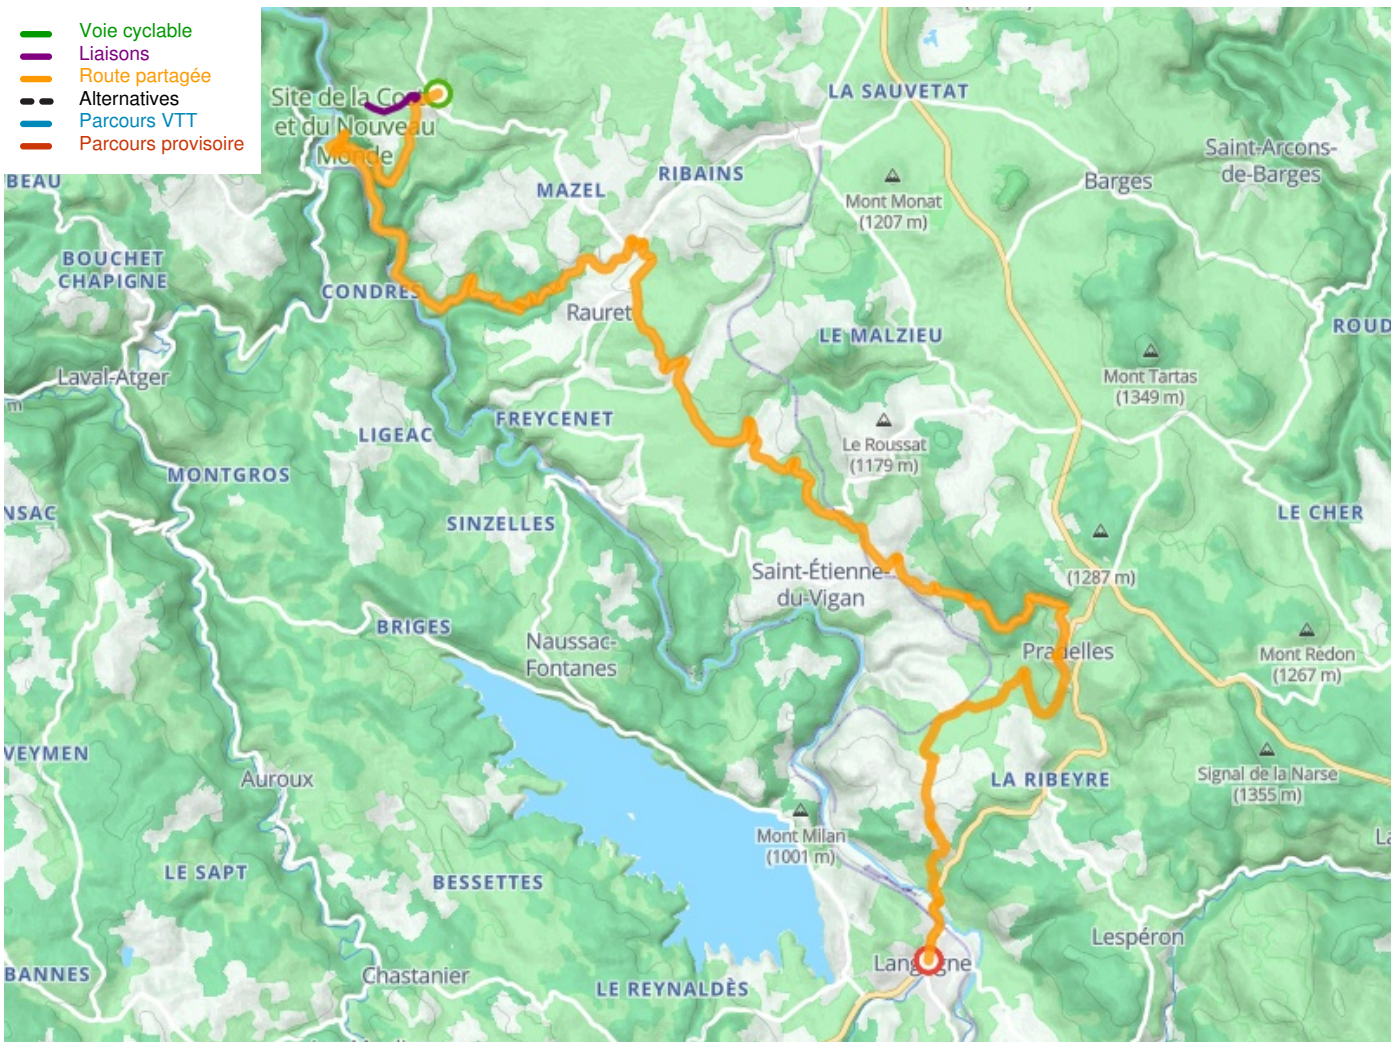 Voie cyclable
Liaisons
Route partagée
Alternatives
Parcours VTT
Parcours provisoire
LA SAUVETAT
Site de la
et du Nouveau
Monde
Saint-Arcons-
de-Barges
BEAU
MAZEL
RIBAINS
Barges
Mont Monat
(1207 m)
BOUCHET
CHAPIGNE
CONDRES
Rauret
LE MALZIEU
ROUD
Laval-Atger
m
Mont Tartas
(1349 m)
FREYCENET
LIGEAC
Le Roussat
(1179 m)
MONTGROS
NSAC
SINZELLES
LE CHER
Saint-Étienne-
du-Vigan
(1287 m)
BRIGES
Naussac-
Fontanes
Pradelles
Mont Redon
(1267 m)
VEYMEN
Auroux
LA RIBEYRE
Signal de la Narse
(1355 m)
Mont Milan
(1001 m)
La
LE SAPT
BESSETTES
Lespéron
BANNES
Chastanier
LE REYNALDÈS
Langogne